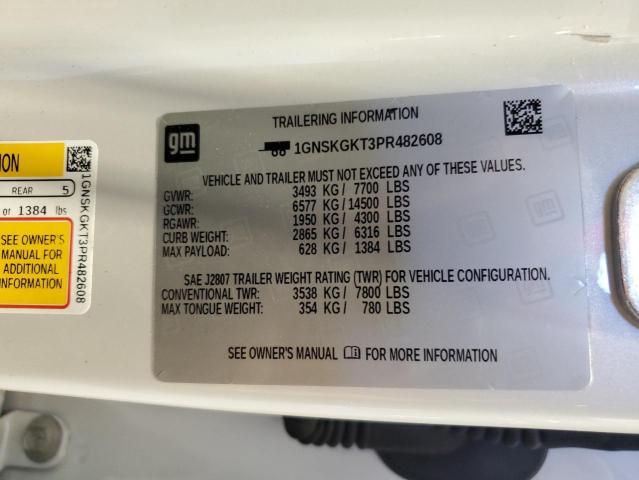 ION
REAR 5
or 1384 lbs
SEE OWNER'S
MANUAL FOR
ADDITIONAL
INFORMATION
1GNSKGKT3PR482608
gm
TRAILERING INFORMATION
1GNSKGKT3PR482608
VEHICLE AND TRAILER MUST NOT EXCEED ANY OF THESE VALUES.
GVWR: 3493 KG/ 7700 LBS
GCWR: 6577 KG/14500 LBS
RGAWR: 1950 KG/ 4300 LBS
CURB WEIGHT: 2865 KG/ 6316 LBS
MAX PAYLOAD: 628 KG/ 1384 LBS
SAE J2807 TRAILER WEIGHT RATING (TWR) FOR VEHICLE CONFIGURATION.
CONVENTIONAL TWR: 3538 KG/ 7800 LBS
MAX TONGUE WEIGHT: 354 KG/ 780 LBS
SEE OWNER'S MANUAL FOR MORE INFORMATION